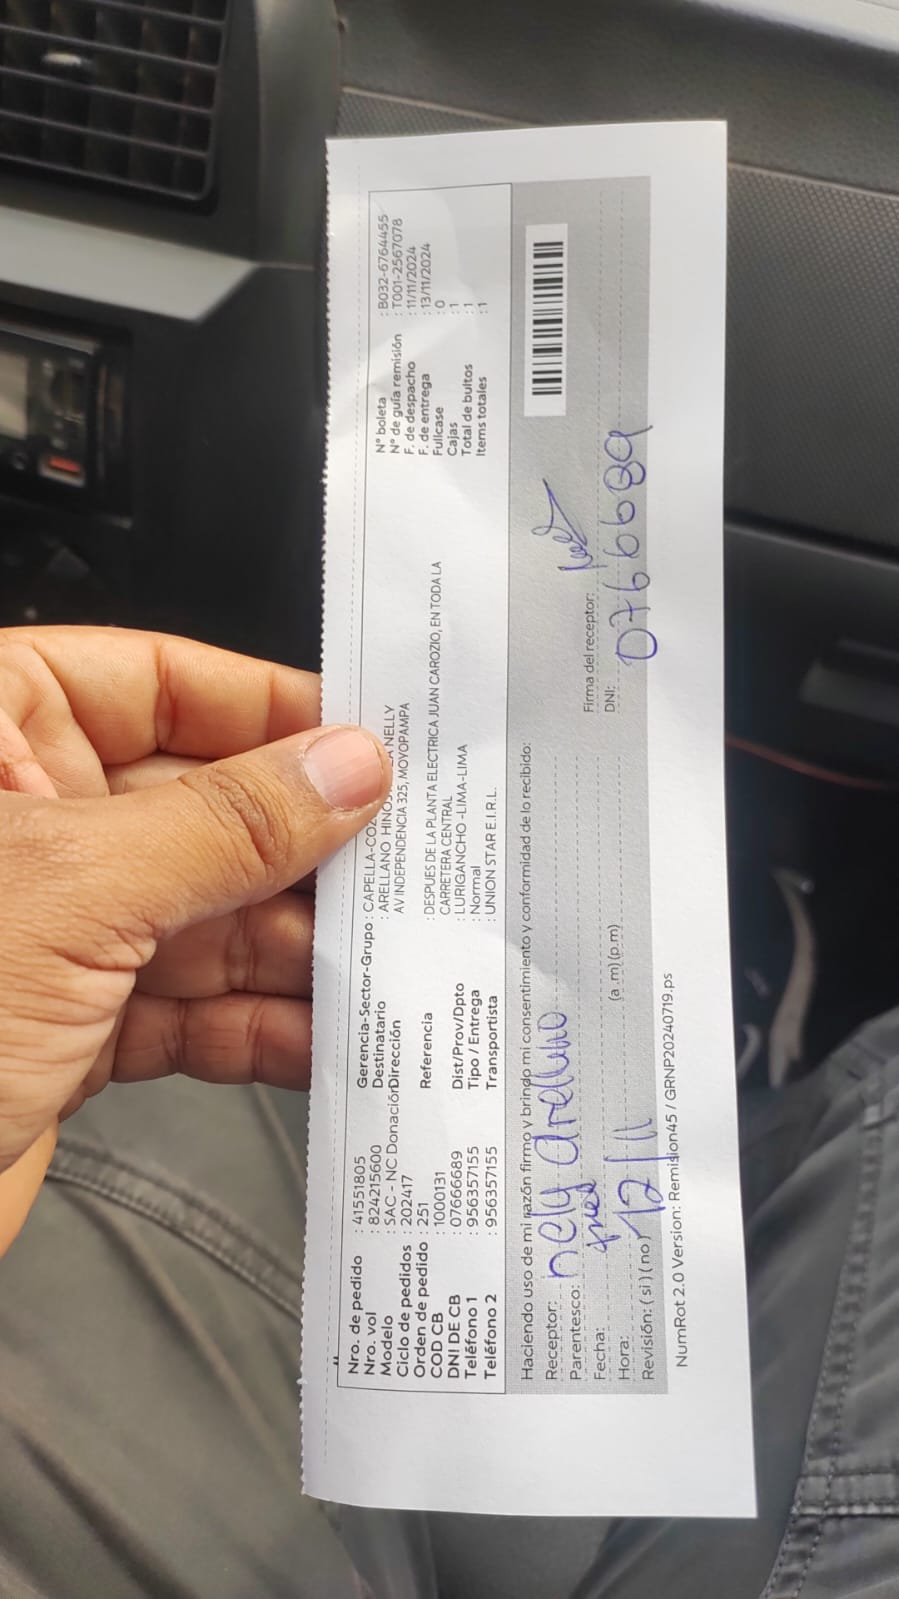 Nro. de pedido : 41551805
Nro. vol : 824215600
Modelo : SAC - NC Donación
Ciclo de pedidos : 202417
Orden de pedido : 251
COD CB : 1000131
DNI DE CB : 07666689
Teléfono 1 : 956357155
Teléfono 2 : 956357155
Gerencia-Sector-Grupo : CAPELLA-COZ
Destinatario : ARELLANO HINOS NELLY
Dirección AV INDEPENDENCIA 325, MOYOPAMPA
Referencia : DESPUES DE LA PLANTA ELECTRICA JUAN CAROZIO, EN TODA LA
CARRETERA CENTRAL
Dist/Prov/Dpto : LURIGANCHO -LIMA-LIMA
Tipo / Entrega : Normal
Transportista : UNION STAR E.I.R.L.
N° boleta : B032-6764455
N° de guía remisión : T001-2567078
F. de despacho : 11/11/2024
F. de entrega : 13/11/2024
Fullcase : 0
Cajas : 1
Total de bultos : 1
Items totales : 1
Haciendo uso de mi razón firmo y brindo mi consentimiento y conformidad de lo recibido:
Receptor: nely Arellano
Parentesco:
Fecha: 12/11
Hora: (a .m) (p.m)
Revisión: ( si ) ( no )
Firma del receptor:
DNI: 07666689
NumRot 2.0 Version: Remision45 / GRNP20240719.ps